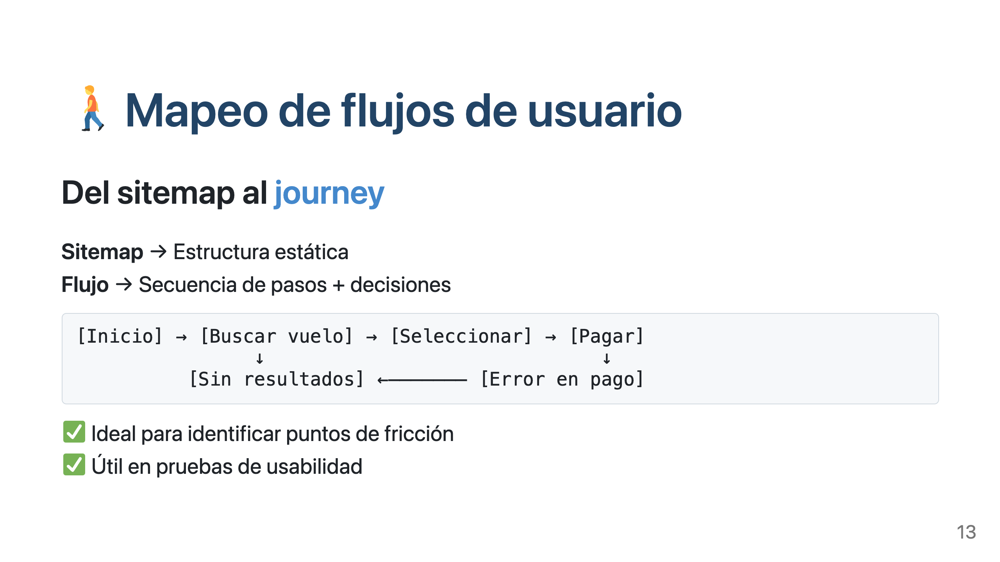 🚶 Mapeo de flujos de usuario
Del sitemap al journey
Sitemap → Estructura estática
Flujo → Secuencia de pasos + decisiones
[Inicio] → [Buscar vuelo] → [Seleccionar] → [Pagar]
↓ ↓
[Sin resultados] ←─────── [Error en pago]
✅ Ideal para identificar puntos de fricción
✅ Útil en pruebas de usabilidad
13